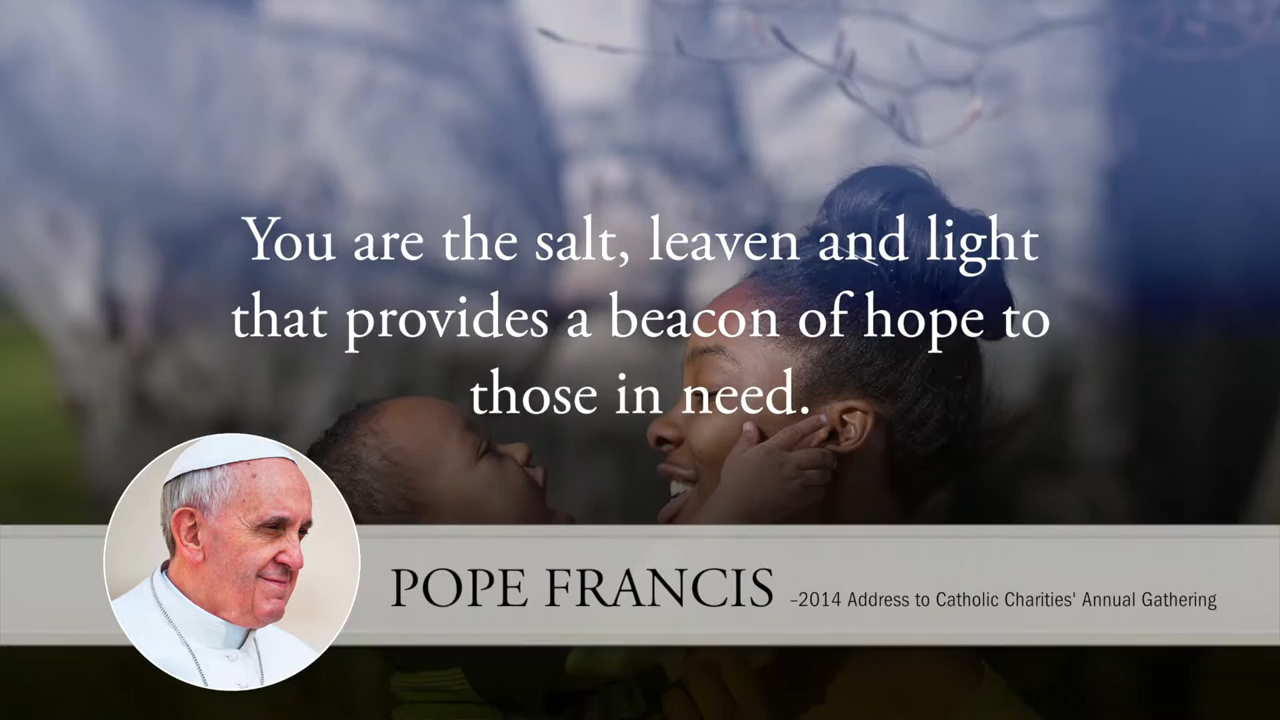 You are the salt, leaven and light
that provides a beacon of hope to
those in need.
POPE FRANCIS –2014 Address to Catholic Charities' Annual Gathering